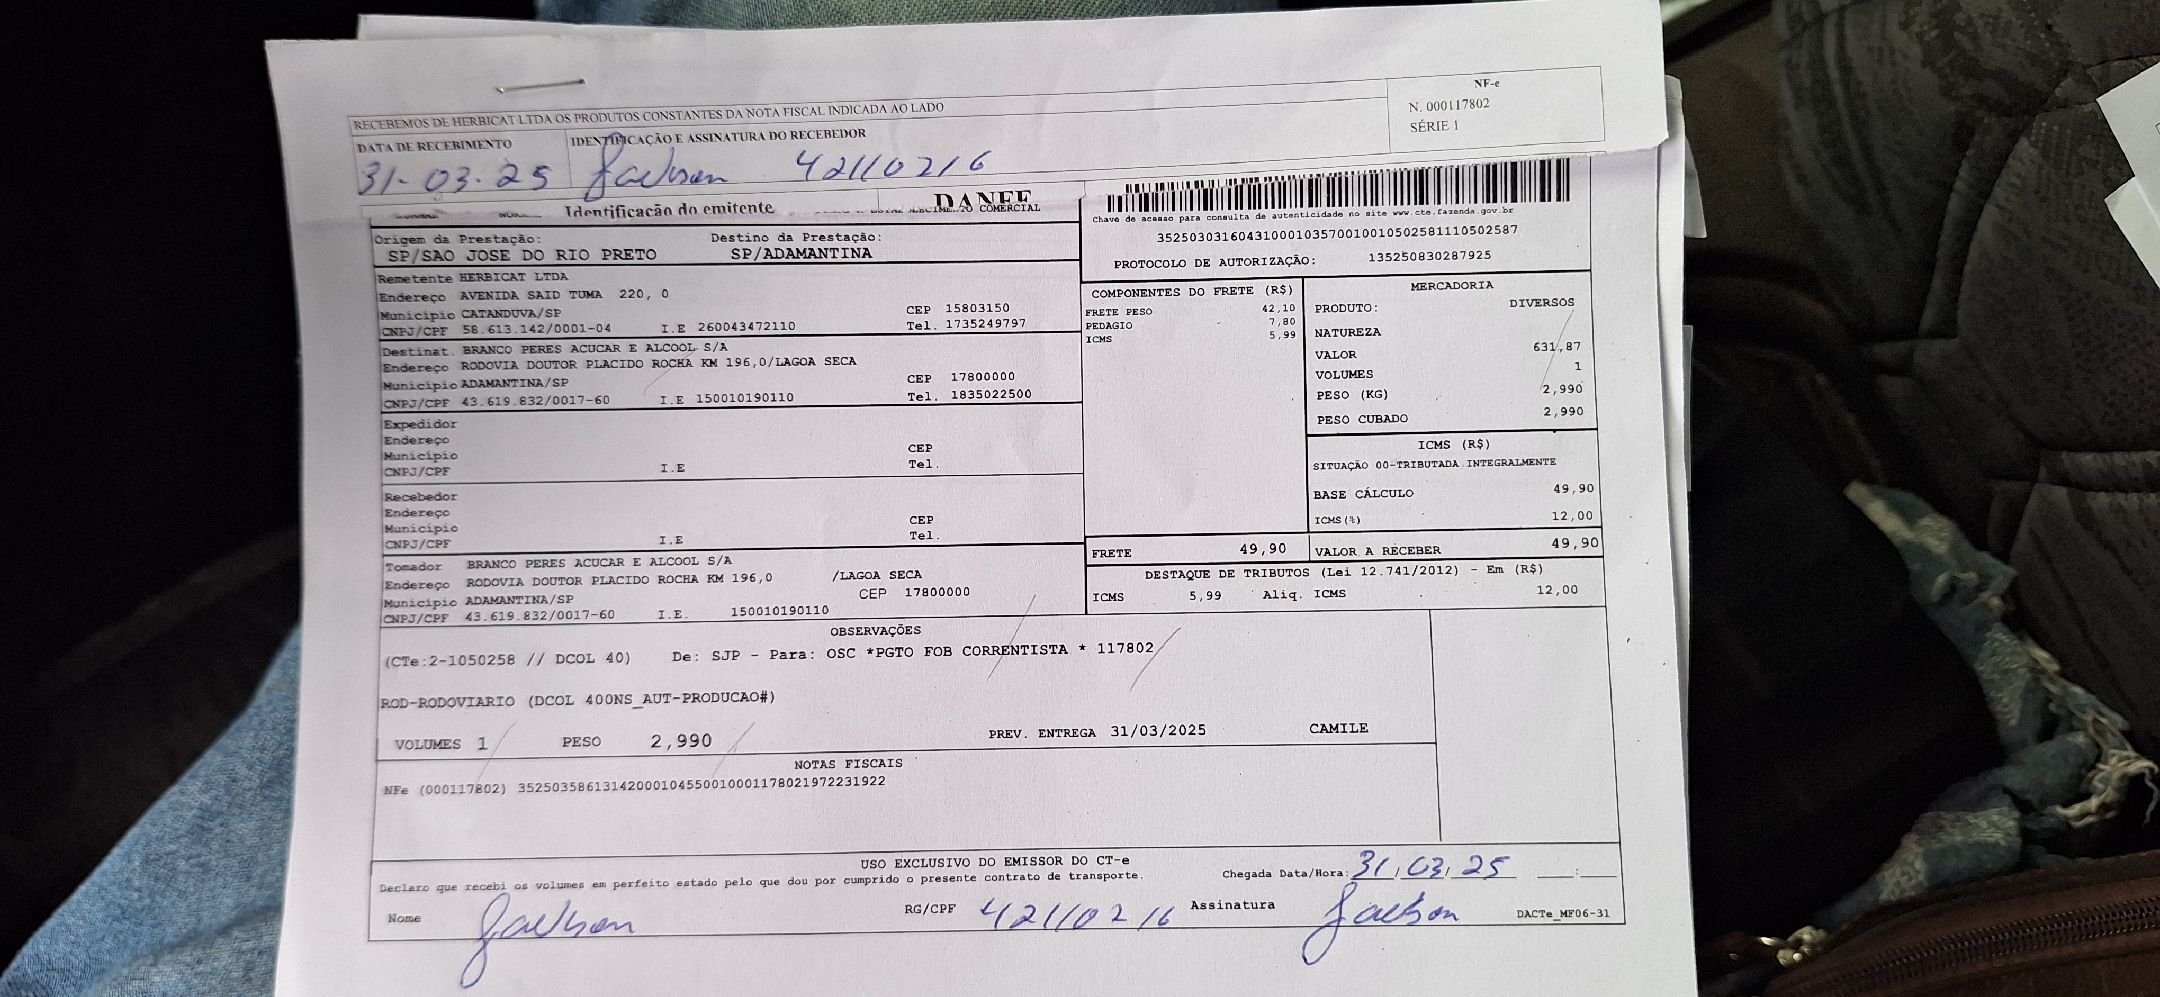 NF-e
RECEBEMOS DE HERBICAT LTDA OS PRODUTOS CONSTANTES DA NOTA FISCAL INDICADA AO LADO
N. 000117802
SÉRIE 1
DATA DE RECEBIMENTO IDENTIFICAÇÃO E ASSINATURA DO RECEBEDOR
31-03-25 Jackson 42110216
Identificação do emitente DANFE
COMERCIAL
Chave de acesso para consulta de autenticidade no site www.cte.fazenda.gov.br
35250303160431000103570010010502581110502587
PROTOCOLO DE AUTORIZAÇÃO: 135250830287925
Origem da Prestação: Destino da Prestação:
SP/SAO JOSE DO RIO PRETO SP/ADAMANTINA
Remetente HERBICAT LTDA
Endereço AVENIDA SAID TUMA 220, 0
Município CATANDUVA/SP CEP 15803150
CNPJ/CPF 58.613.142/0001-04 I.E 260043472110 Tel. 1735249797
Destinat. BRANCO PERES ACUCAR E ALCOOL S/A
Endereço RODOVIA DOUTOR PLACIDO ROCHA KM 196,0/LAGOA SECA
Município ADAMANTINA/SP CEP 17800000
CNPJ/CPF 43.619.832/0017-60 I.E 150010190110 Tel. 1835022500
Expedidor
Endereço
Município CEP
CNPJ/CPF I.E Tel.
Recebedor
Endereço
Município CEP
CNPJ/CPF I.E Tel.
Tomador BRANCO PERES ACUCAR E ALCOOL S/A
Endereço RODOVIA DOUTOR PLACIDO ROCHA KM 196,0 /LAGOA SECA
Município ADAMANTINA/SP CEP 17800000
CNPJ/CPF 43.619.832/0017-60 I.E. 150010190110
COMPONENTES DO FRETE (R$)
FRETE PESO 42,10
PEDAGIO 7,80
ICMS 5,99
MERCADORIA
PRODUTO: DIVERSOS
NATUREZA
VALOR 631,87
VOLUMES 1
PESO (KG) 2,990
PESO CUBADO 2,990
ICMS (R$)
SITUAÇÃO 00-TRIBUTADA INTEGRALMENTE
BASE CÁLCULO 49,90
ICMS(%) 12,00
FRETE 49,90 VALOR A RECEBER 49,90
DESTAQUE DE TRIBUTOS (Lei 12.741/2012) - Em (R$)
ICMS 5,99 Aliq. ICMS 12,00
OBSERVAÇÕES
(CTe:2-1050258 // DCOL 40) De: SJP - Para: OSC *PGTO FOB CORRENTISTA * 117802
ROD-RODOVIARIO (DCOL 400NS_AUT-PRODUCAO#)
VOLUMES 1 PESO 2,990 PREV. ENTREGA 31/03/2025 CAMILE
NOTAS FISCAIS
NFe (000117802) 35250358613142000104550010001178021972231922
USO EXCLUSIVO DO EMISSOR DO CT-e
Declaro que recebi os volumes em perfeito estado pelo que dou por cumprido o presente contrato de transporte. Chegada Data/Hora: 31/03/25 __:__
Nome Jackson RG/CPF 42110216 Assinatura Jackson DACTe_MF06-31